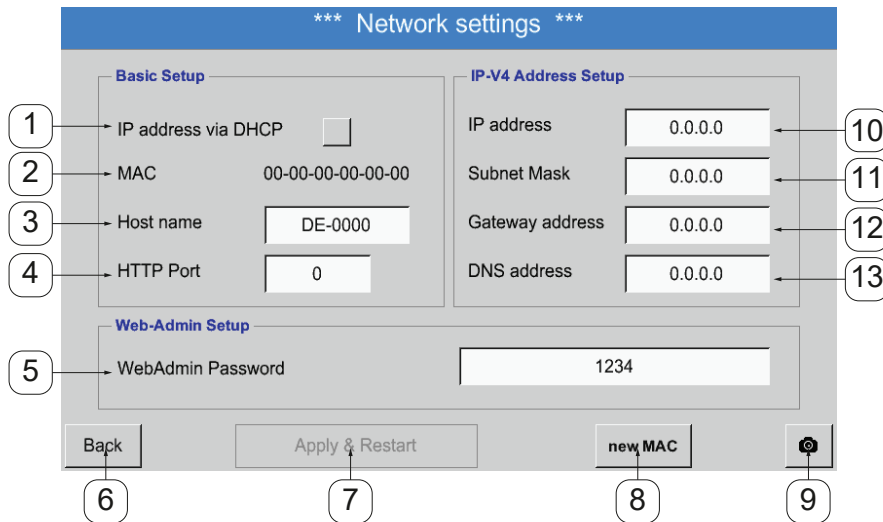 *** Network settings ***
Basic Setup
1 IP address via DHCP
2 MAC 00-00-00-00-00-00
3 Host name DE-0000
4 HTTP Port 0
IP-V4 Address Setup
IP address 0.0.0.0 10
Subnet Mask 0.0.0.0 11
Gateway address 0.0.0.0 12
DNS address 0.0.0.0 13
Web-Admin Setup
5 WebAdmin Password 1234
Back Apply & Restart new MAC
6 7 8 9